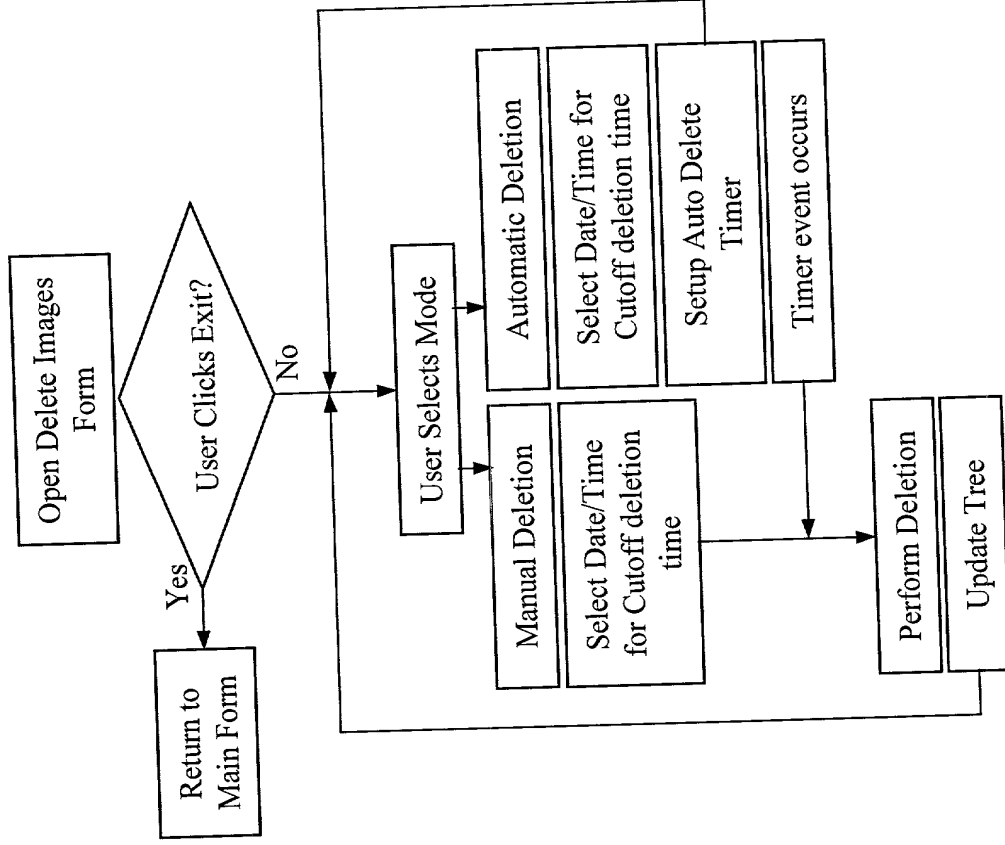 Open Delete Images
Form
User Clicks Exit?
Yes
No
Return to
Main Form
User Selects Mode
Manual Deletion
Select Date/Time
for Cutoff deletion
time
Automatic Deletion
Select Date/Time for
Cutoff deletion time
Setup Auto Delete
Timer
Timer event occurs
Perform Deletion
Update Tree